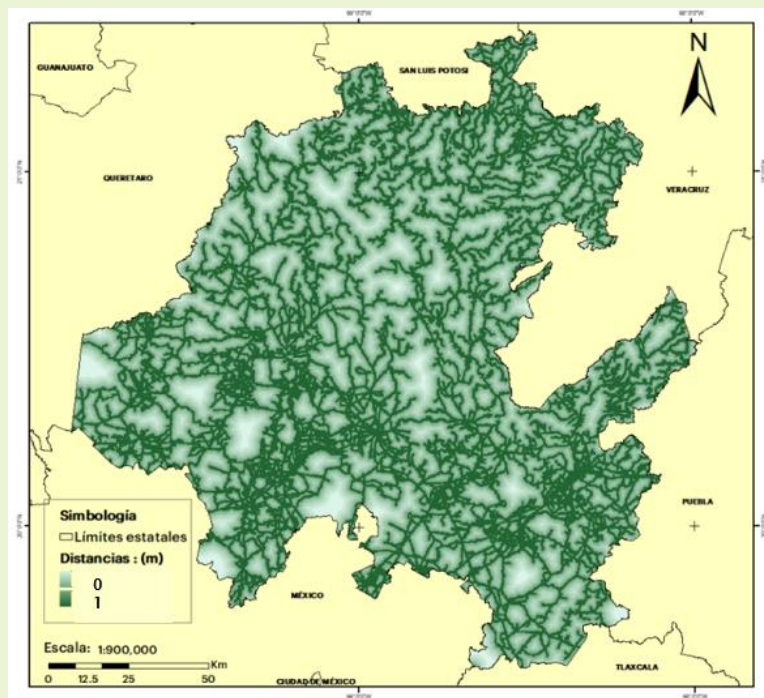 GUANAJUATO
SAN LUIS POTOSI
N
QUERETARO
VERACRUZ
PUEBLA
Simbología
Límites estatales
Distancias : (m)
0
1
MÉXICO
Escala: 1:900,000
Km
0 12.5 25 50
TLAXCALA
CIUDAD DE MÉXICO